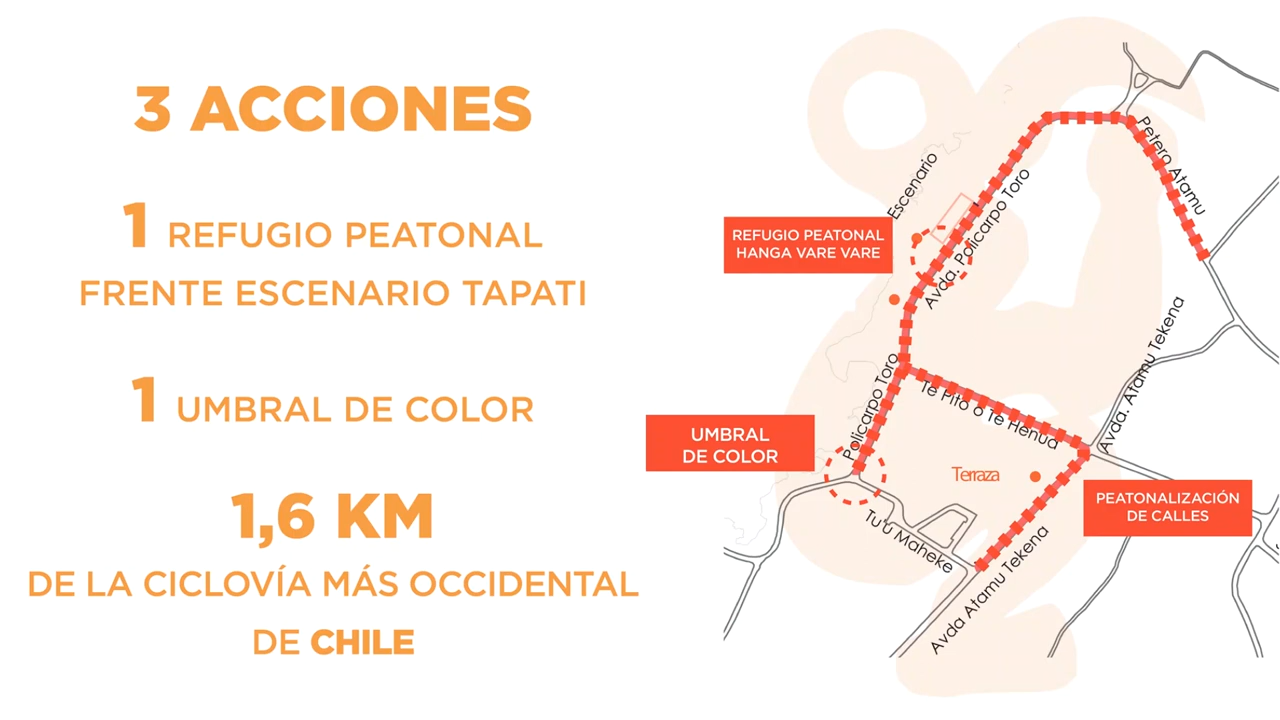 3 ACCIONES
1 REFUGIO PEATONAL
FRENTE ESCENARIO TAPATI
1 UMBRAL DE COLOR
1,6 KM
DE LA CICLOVÍA MÁS OCCIDENTAL
DE CHILE
Petero Atamu
Escenario
Avda. Policarpo Toro
REFUGIO PEATONAL
HANGA VARE VARE
Avda. Atamu Tekena
Policarpo Toro
Te Pito o Te Henua
UMBRAL
DE COLOR
Terraza
PEATONALIZACIÓN
DE CALLES
Tu'u Maheke
Avda Atamu Tekena